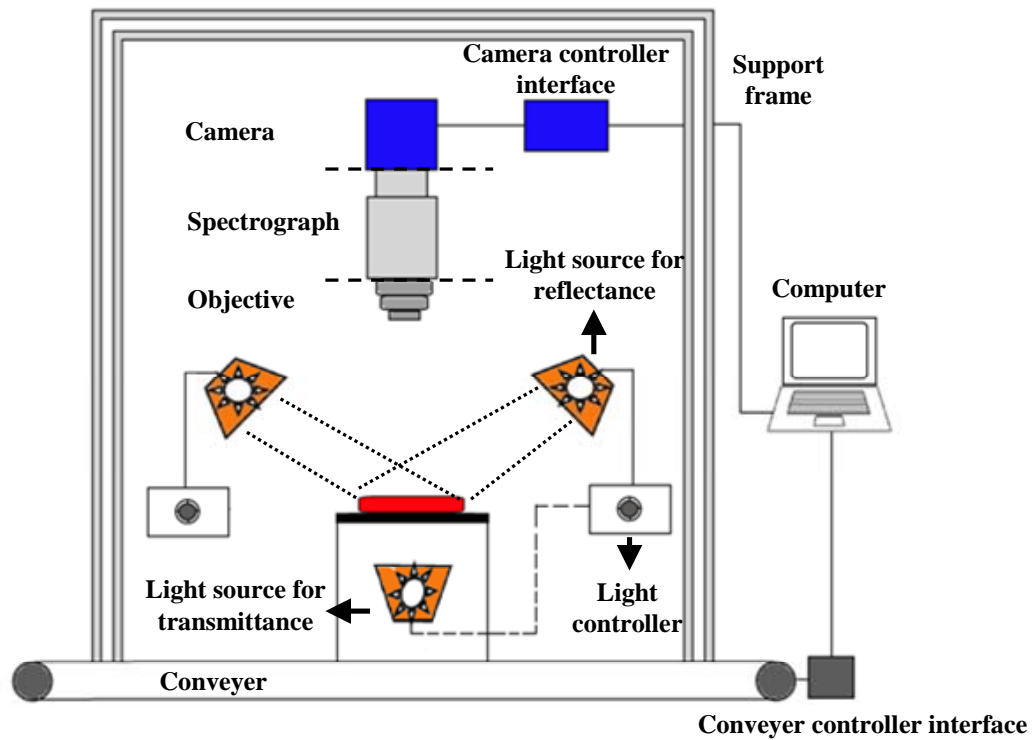 Camera controller
interface
Support
frame
Camera
Spectrograph
Light source for
reflectance
Objective
Computer
Light source for
transmittance
Light
controller
Conveyer
Conveyer controller interface